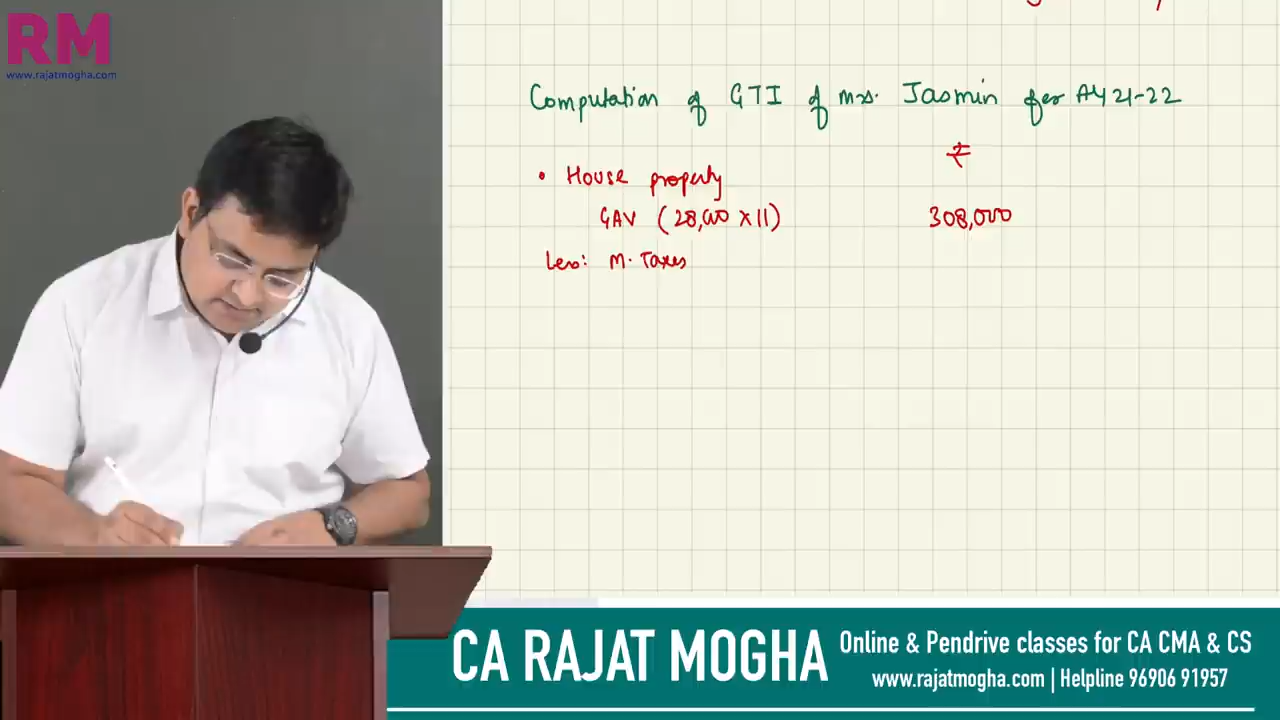 RM
www.rajatmogha.com
Computation of GTI of mrs. Jasmin for AY 21-22
₹
• House property
GAV (28,000 x 11) 308,000
Less: M. Taxes
CA RAJAT MOGHA
Online & Pendrive classes for CA CMA & CS
www.rajatmogha.com | Helpline 96906 91957